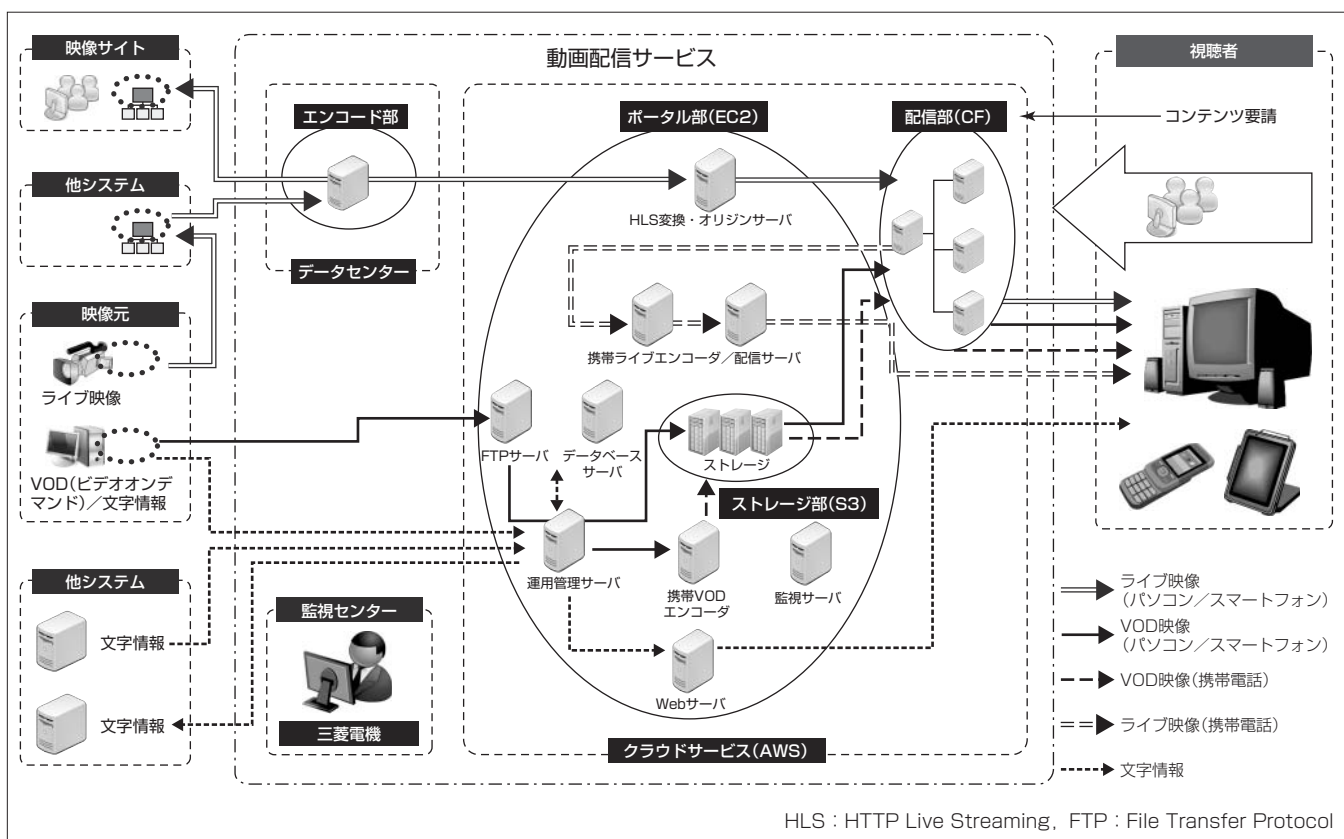 動画配信サービス
映像サイト
他システム
映像元
ライブ映像
VOD(ビデオオンデ
マンド)/文字情報
他システム
文字情報
文字情報
エンコード部
データセンター
監視センター
三菱電機
ポータル部(EC2)
配信部(CF)
HLS変換・オリジンサーバ
携帯ライブエンコーダ/配信サーバ
FTPサーバ
データベース
サーバ
ストレージ
ストレージ部(S3)
運用管理サーバ
携帯VOD
エンコーダ
監視サーバ
Webサーバ
クラウドサービス(AWS)
視聴者
コンテンツ要請
ライブ映像
(パソコン/スマートフォン)
VOD映像
(パソコン/スマートフォン)
VOD映像(携帯電話)
ライブ映像(携帯電話)
文字情報
HLS:HTTP Live Streaming, FTP:File Transfer Protocol